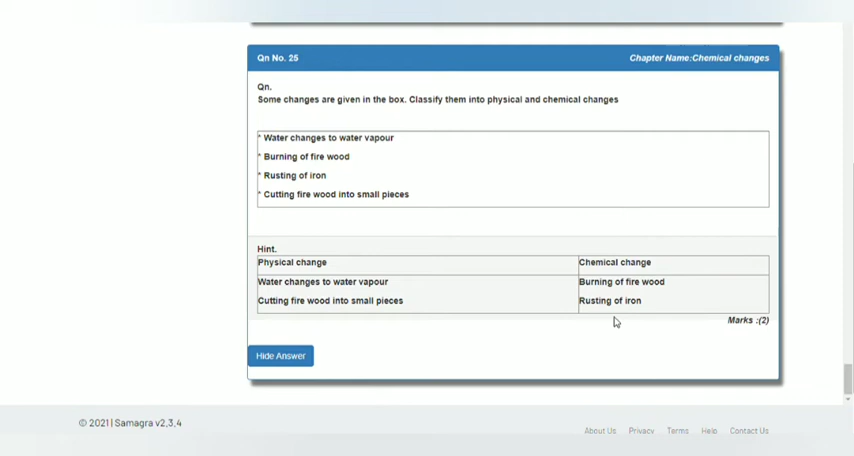 Qn No. 25 Chapter Name:Chemical changes
Qn.
Some changes are given in the box. Classify them into physical and chemical changes
* Water changes to water vapour
* Burning of fire wood
* Rusting of iron
* Cutting fire wood into small pieces
Hint.
Physical change Chemical change
Water changes to water vapour Burning of fire wood
Cutting fire wood into small pieces Rusting of iron
Marks :(2)
Hide Answer
© 2021 | Samagra v2.3.4
About Us Privacy Terms Help Contact Us